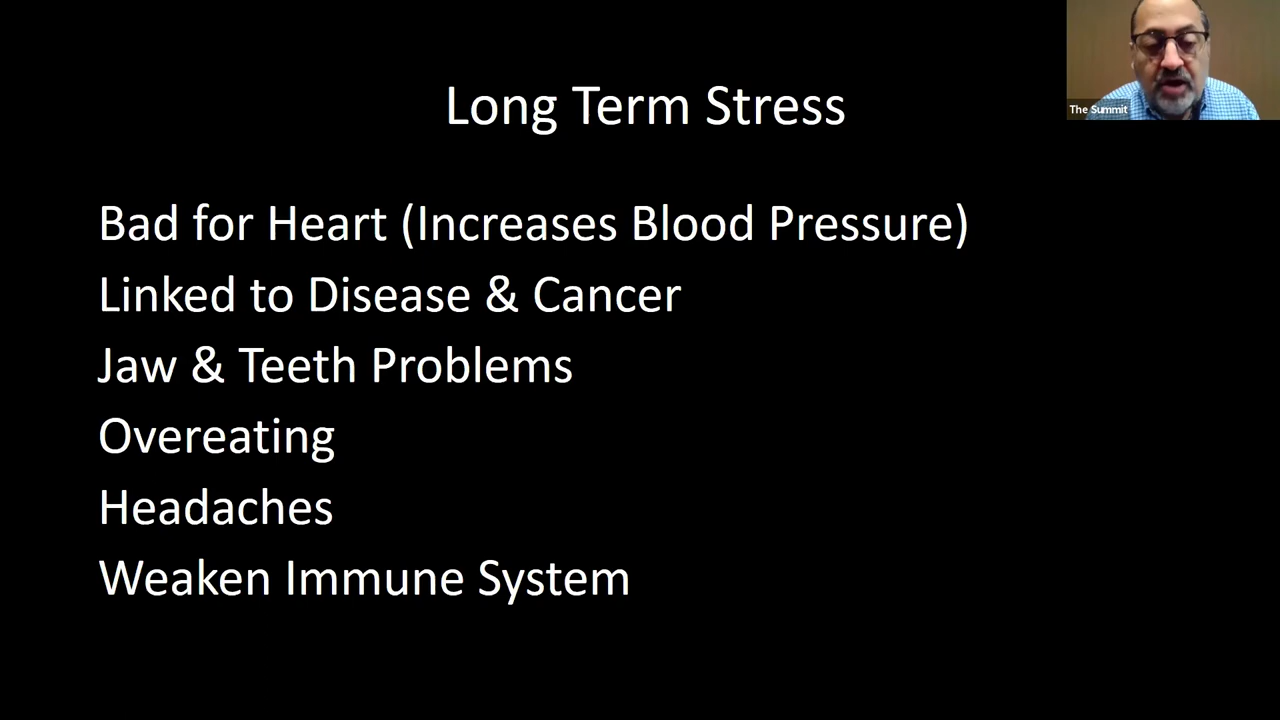 Long Term Stress
The Summit
Bad for Heart (Increases Blood Pressure)
Linked to Disease & Cancer
Jaw & Teeth Problems
Overeating
Headaches
Weaken Immune System